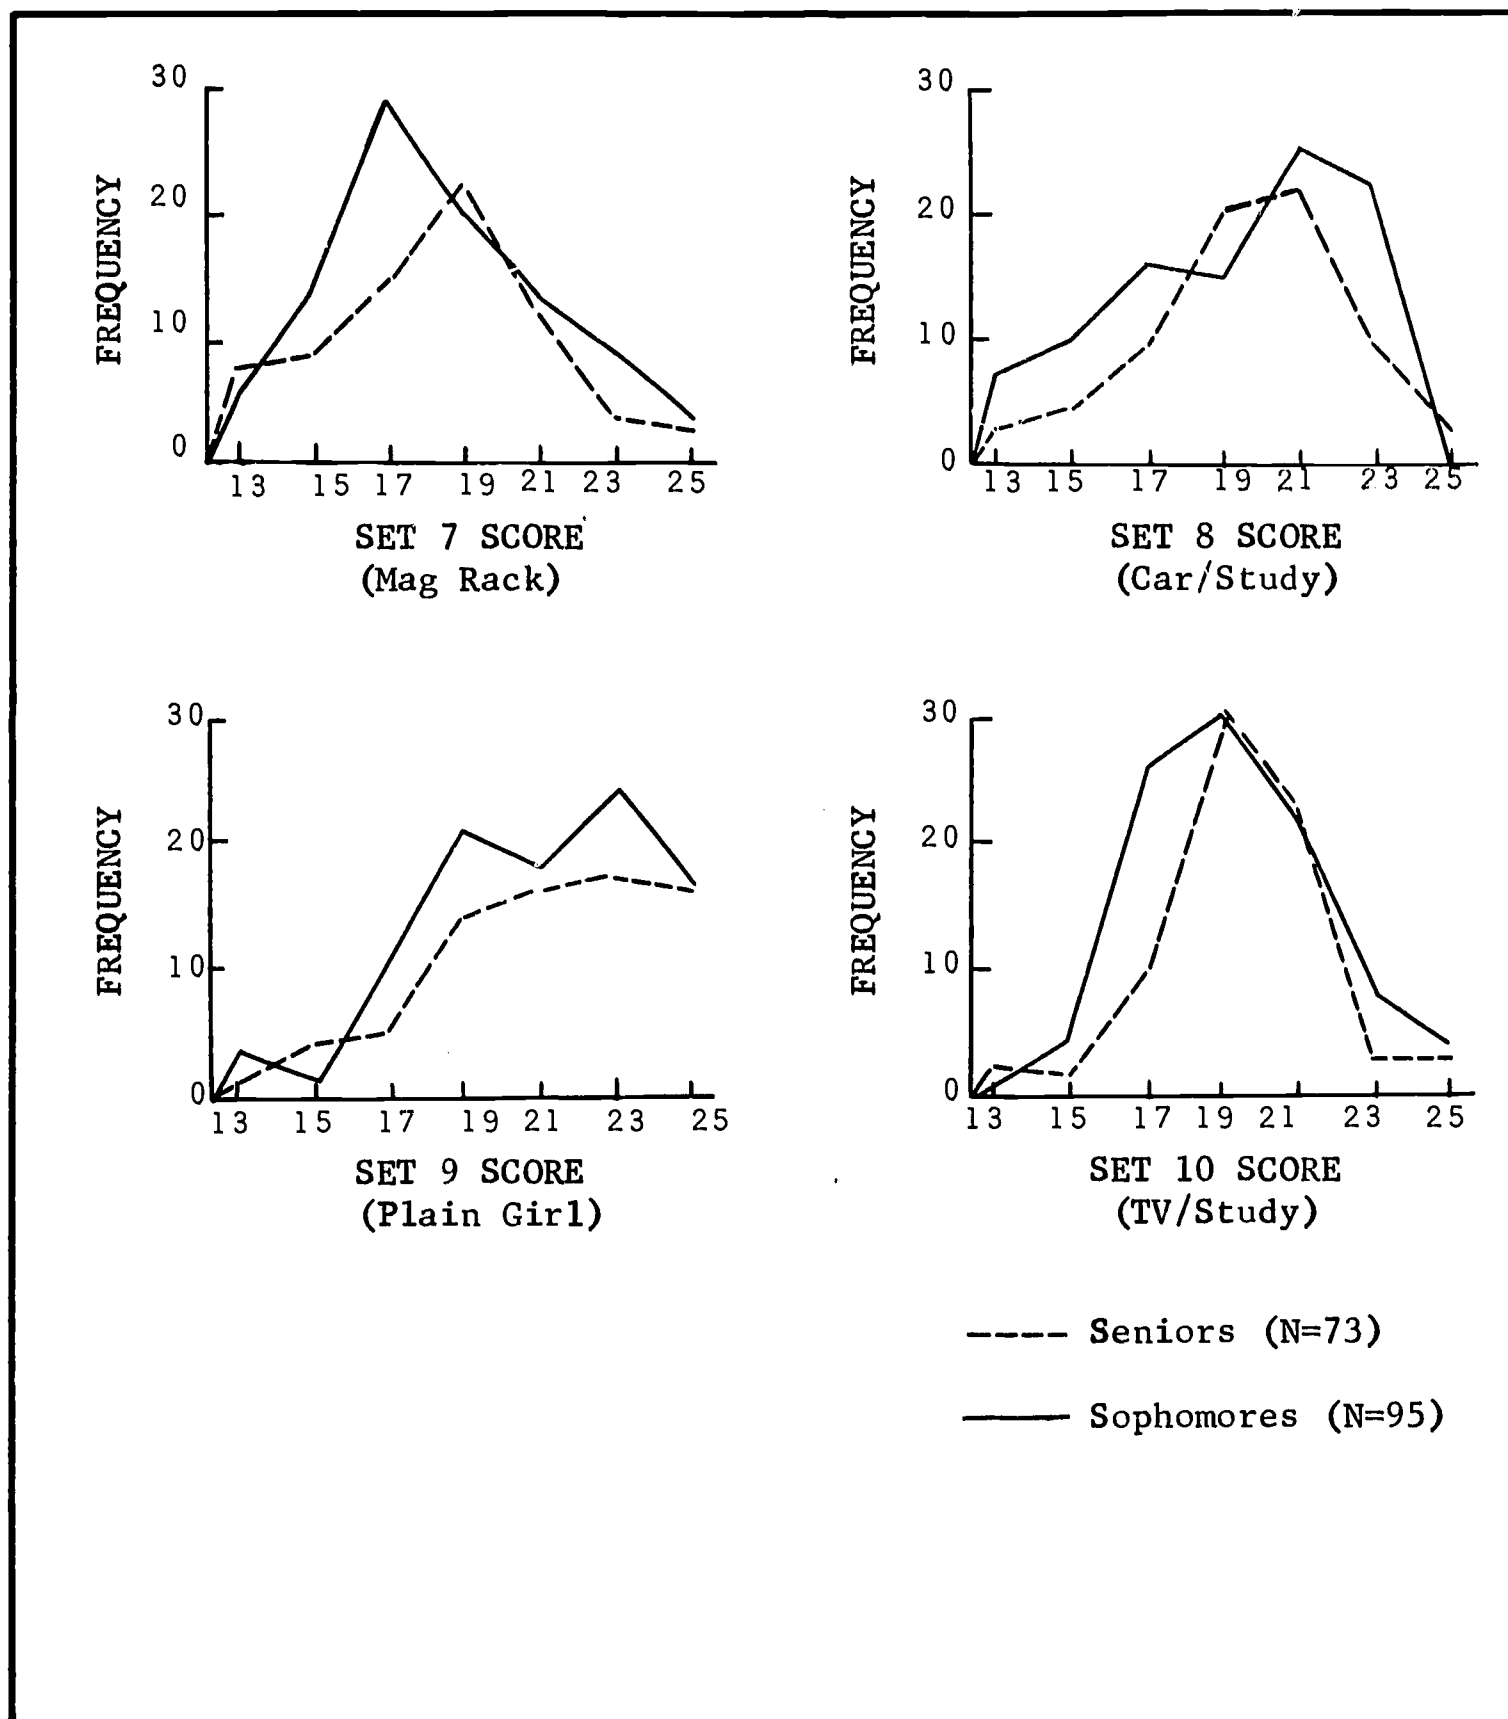 30
20
10
0
FREQUENCY
13 15 17 19 21 23 25
SET 7 SCORE
(Mag Rack)
30
20
10
0
FREQUENCY
13 15 17 19 21 23 25
SET 8 SCORE
(Car/Study)
30
20
10
0
FREQUENCY
13 15 17 19 21 23 25
SET 9 SCORE
(Plain Girl)
30
20
10
0
FREQUENCY
13 15 17 19 21 23 25
SET 10 SCORE
(TV/Study)
Seniors (N=73)
Sophomores (N=95)